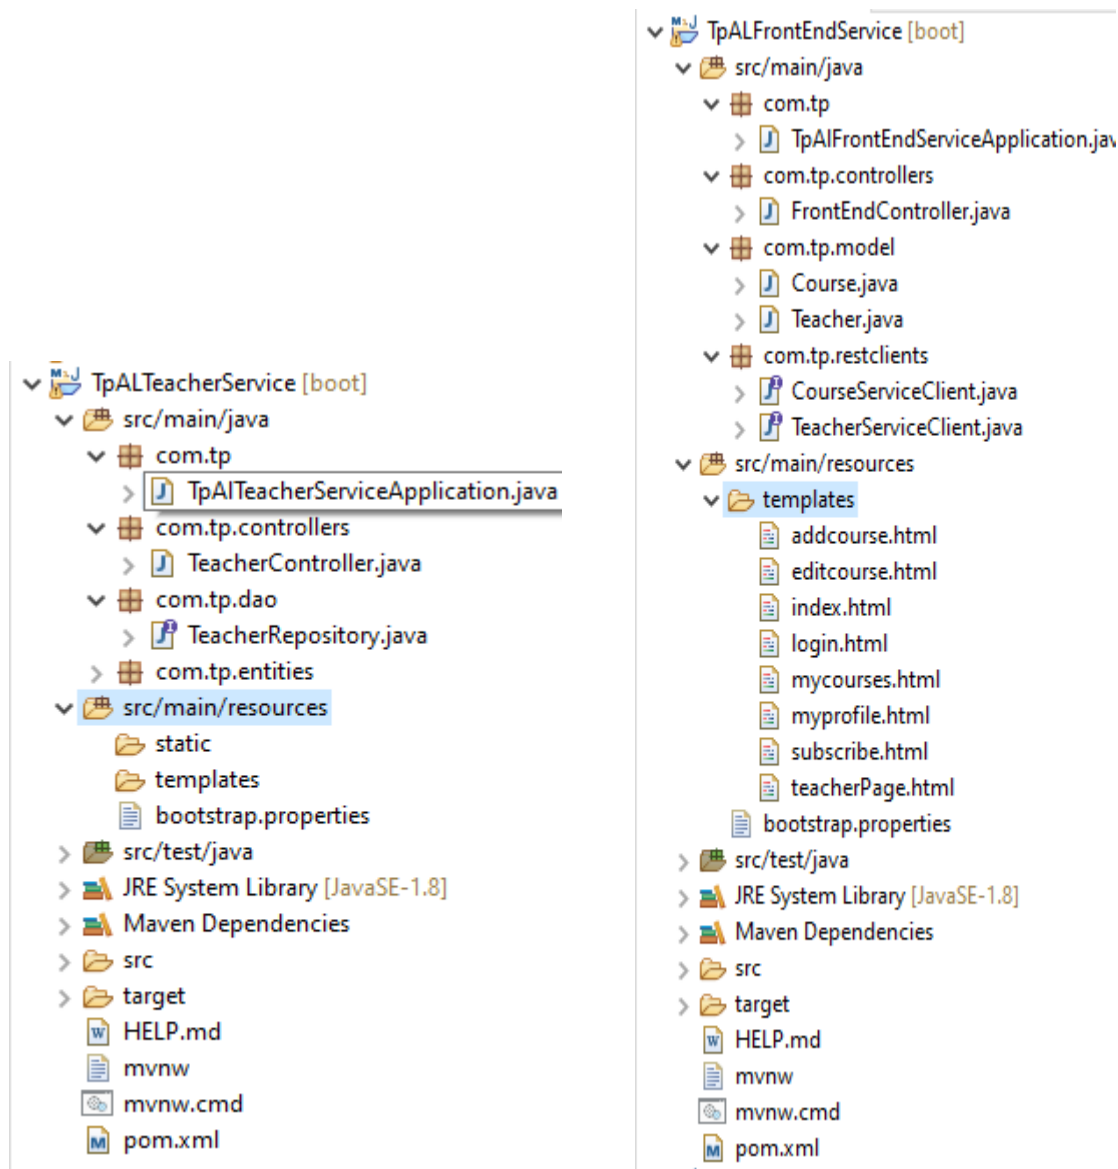 TpALTeacherService [boot]
src/main/java
com.tp
TpAlTeacherServiceApplication.java
com.tp.controllers
TeacherController.java
com.tp.dao
TeacherRepository.java
com.tp.entities
src/main/resources
static
templates
bootstrap.properties
src/test/java
JRE System Library [JavaSE-1.8]
Maven Dependencies
src
target
HELP.md
mvnw
mvnw.cmd
pom.xml
TpALFrontEndService [boot]
src/main/java
com.tp
TpAlFrontEndServiceApplication.jav
com.tp.controllers
FrontEndController.java
com.tp.model
Course.java
Teacher.java
com.tp.restclients
CourseServiceClient.java
TeacherServiceClient.java
src/main/resources
templates
addcourse.html
editcourse.html
index.html
login.html
mycourses.html
myprofile.html
subscribe.html
teacherPage.html
bootstrap.properties
src/test/java
JRE System Library [JavaSE-1.8]
Maven Dependencies
src
target
HELP.md
mvnw
mvnw.cmd
pom.xml